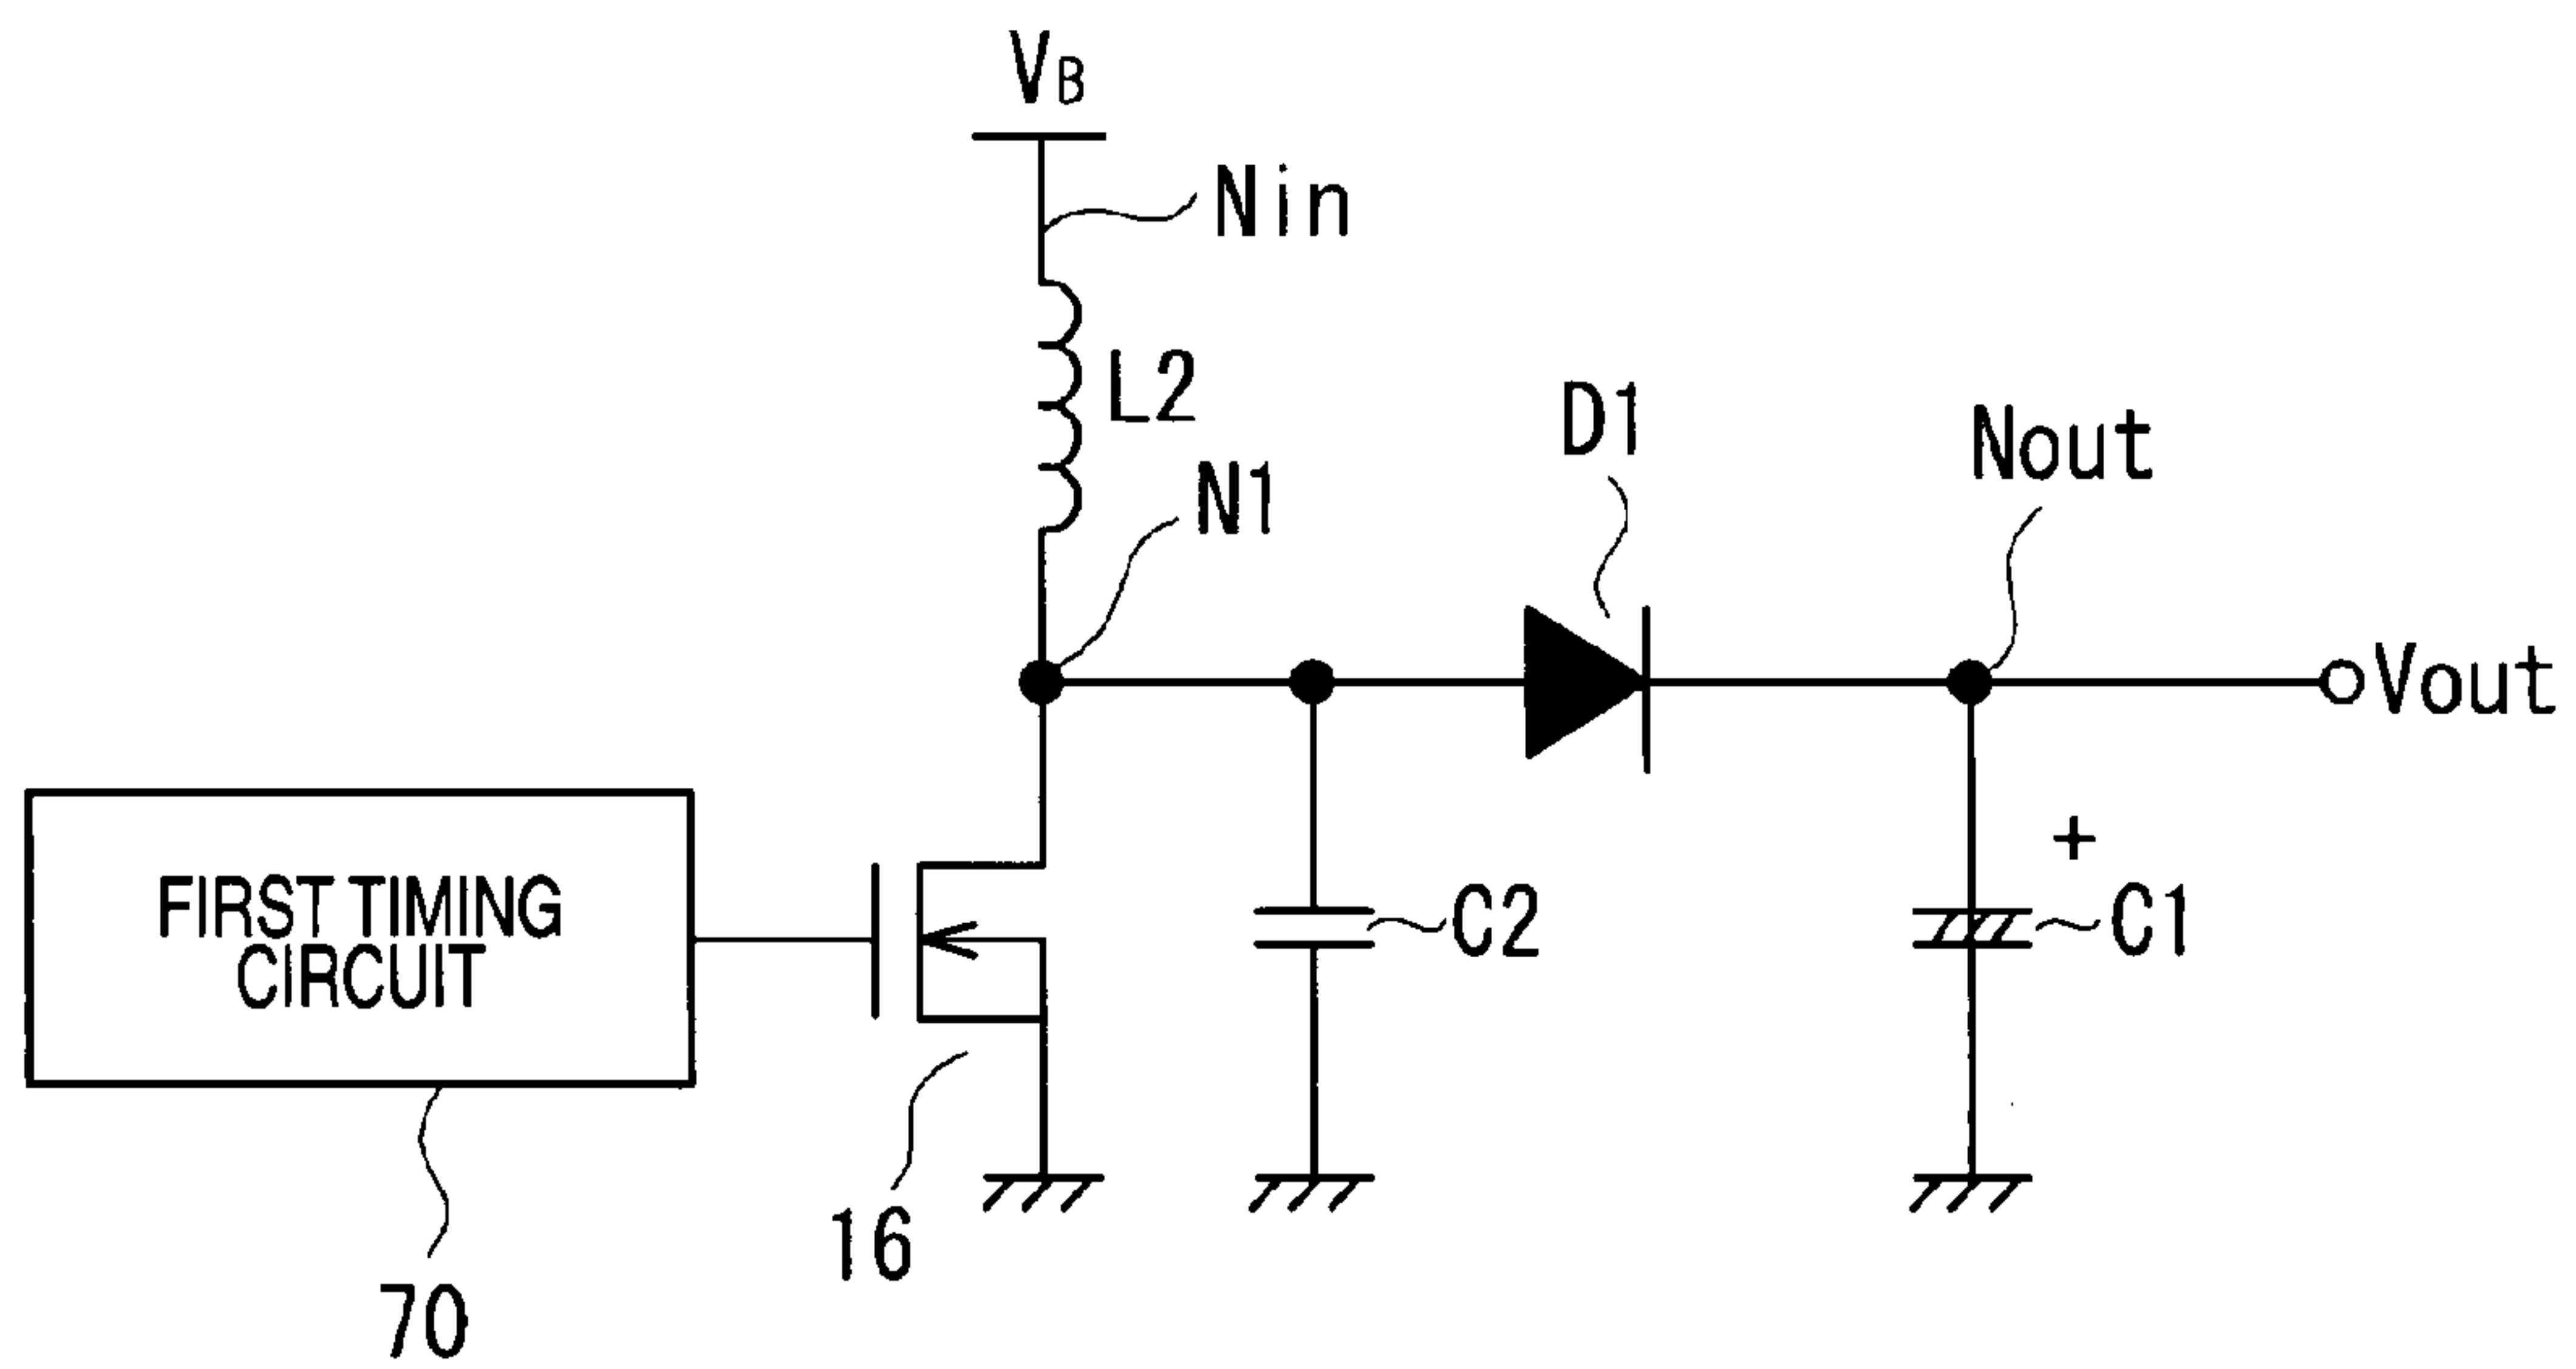 VB
Nin
L2
N1
D1
Nout
Vout
FIRST TIMING
CIRCUIT
+
C2
C1
16
70